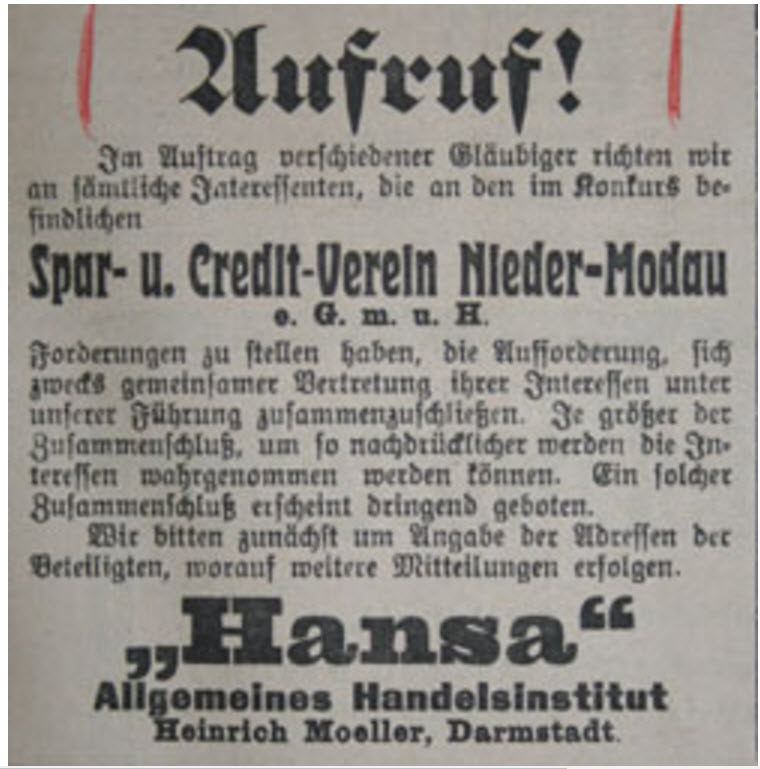 Aufruf!
Im Auftrag verschiedener Gläubiger richten wir
an sämtliche Interessenten, die an den im Konkurs be-
findlichen
Spar- u. Credit-Verein Nieder-Modau
e. G. m. u. H.
Forderungen zu stellen haben, die Aufforderung, sich
zwecks gemeinsamer Vertretung ihrer Interessen unter
unserer Führung zusammenzuschließen. Je größer der
Zusammenschluß, um so nachdrücklicher werden die In-
teressen wahrgenommen werden können. Ein solcher
Zusammenschluß erscheint dringend geboten.
Wir bitten zunächst um Angabe der Adressen der
Beteiligten, worauf weitere Mitteilungen erfolgen.
„Hansa“
Allgemeines Handelsinstitut
Heinrich Moeller, Darmstadt.